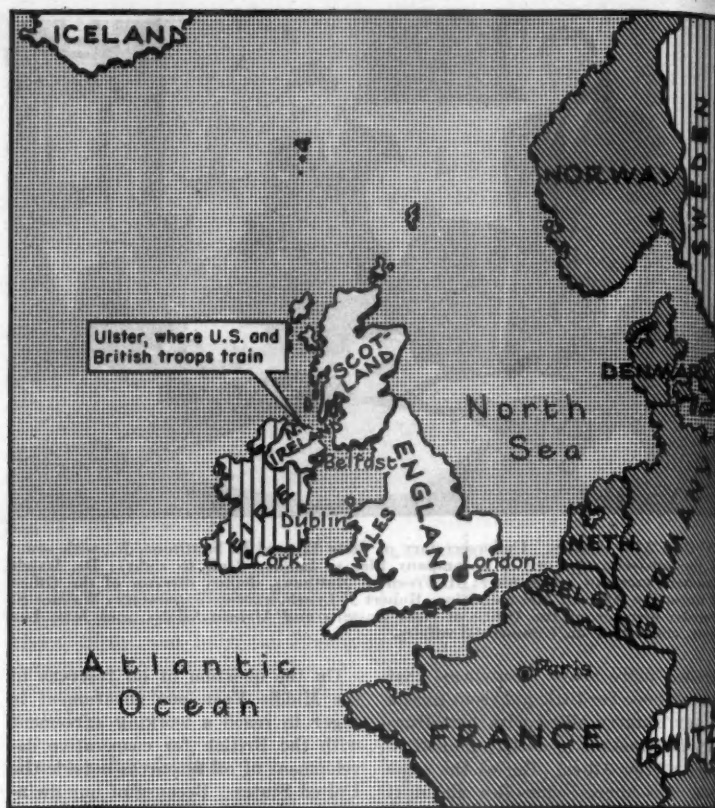 ICELAND
NORWAY
SWEDEN
Ulster, where U.S. and
British troops train
SCOT-
LAND
DENMARK
North
Sea
N.
IRELAND
Belfast
EIRE
Dublin
Cork
ENGLAND
WALES
London
NETH.
BELG.
GERMANY
Atlantic
Ocean
Paris
FRANCE
SWITZ